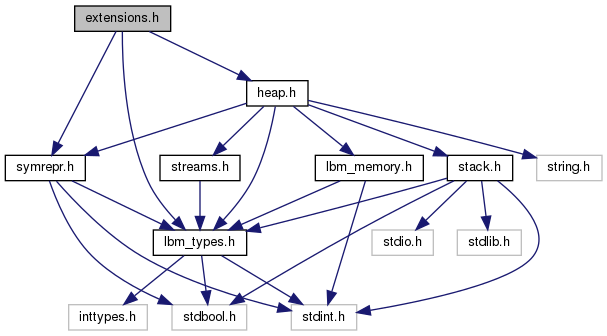 extensions.h
heap.h
symrepr.h
streams.h
lbm_memory.h
stack.h
string.h
lbm_types.h
stdio.h
stdlib.h
inttypes.h
stdbool.h
stdint.h